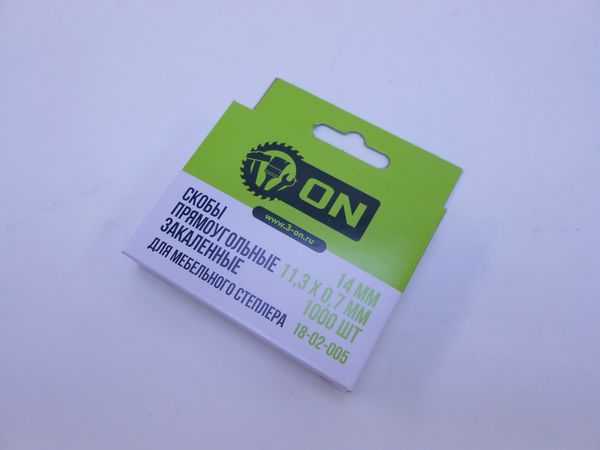 ON
www.3-on.ru
СКОБЫ
ПРЯМОУГОЛЬНЫЕ
ЗАКАЛЕННЫЕ
ДЛЯ МЕБЕЛЬНОГО СТЕПЛЕРА
14 ММ
11,3 X 0,7 ММ
1000 ШТ
18-02-005